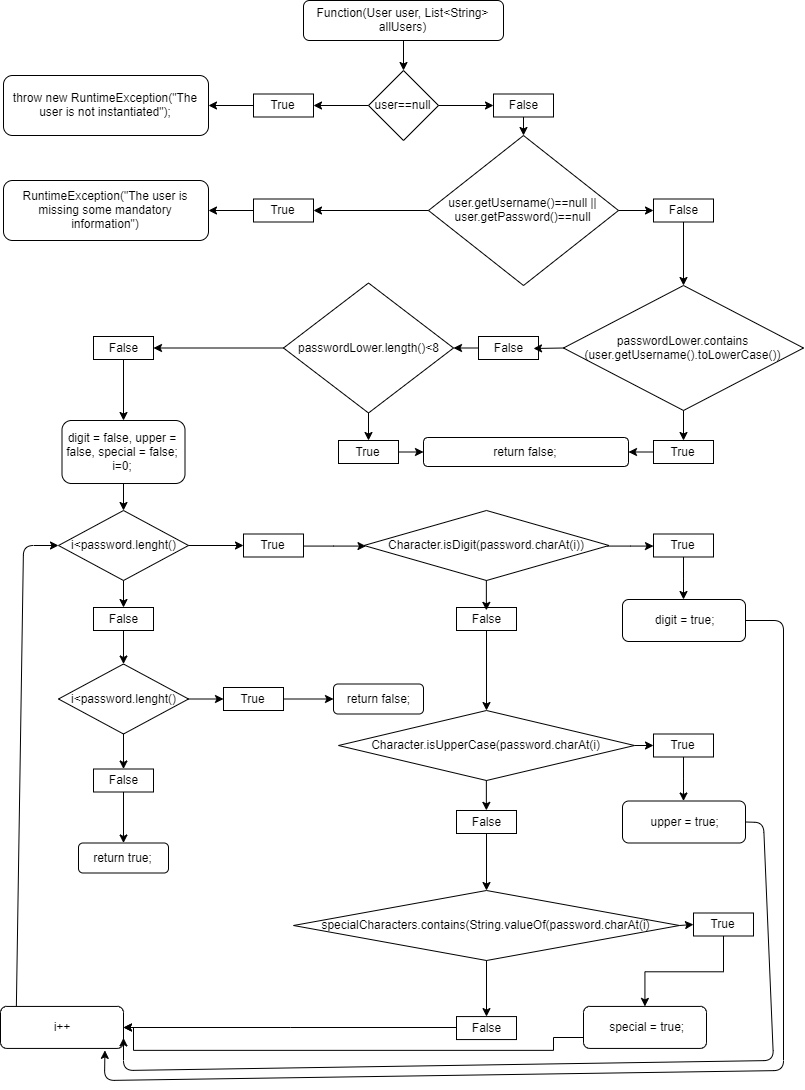 Function(User user, List<String>
allUsers)
throw new RuntimeException("The
user is not instantiated");
True
user==null
False
RuntimeException("The user is
missing some mandatory
information")
True
user.getUsername()==null ||
user.getPassword()==null
False
False
passwordLower.length()<8
False
passwordLower.contains
(user.getUsername().toLowerCase())
digit = false, upper =
false, special = false;
i=0;
True
return false;
True
i<password.lenght()
True
Character.isDigit(password.charAt(i))
True
False
False
digit = true;
i<password.lenght()
True
return false;
Character.isUpperCase(password.charAt(i)
True
False
False
upper = true;
return true;
specialCharacters.contains(String.valueOf(password.charAt(i)
True
i++
False
special = true;